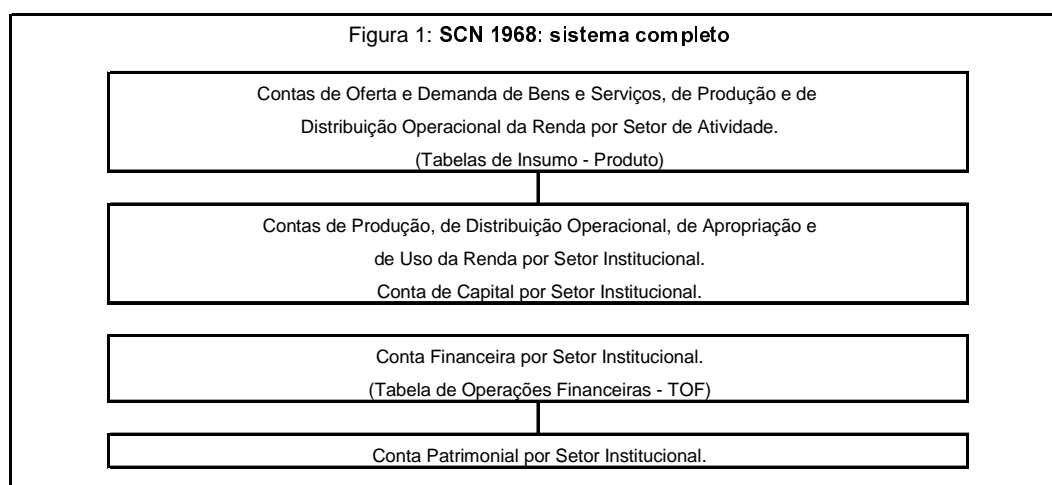 Figura 1: SCN 1968: sistema completo
Contas de Oferta e Demanda de Bens e Serviços, de Produção e de
Distribuição Operacional da Renda por Setor de Atividade.
(Tabelas de Insumo - Produto)
Contas de Produção, de Distribuição Operacional, de Apropriação e
de Uso da Renda por Setor Institucional.
Conta de Capital por Setor Institucional.
Conta Financeira por Setor Institucional.
(Tabela de Operações Financeiras - TOF)
Conta Patrimonial por Setor Institucional.